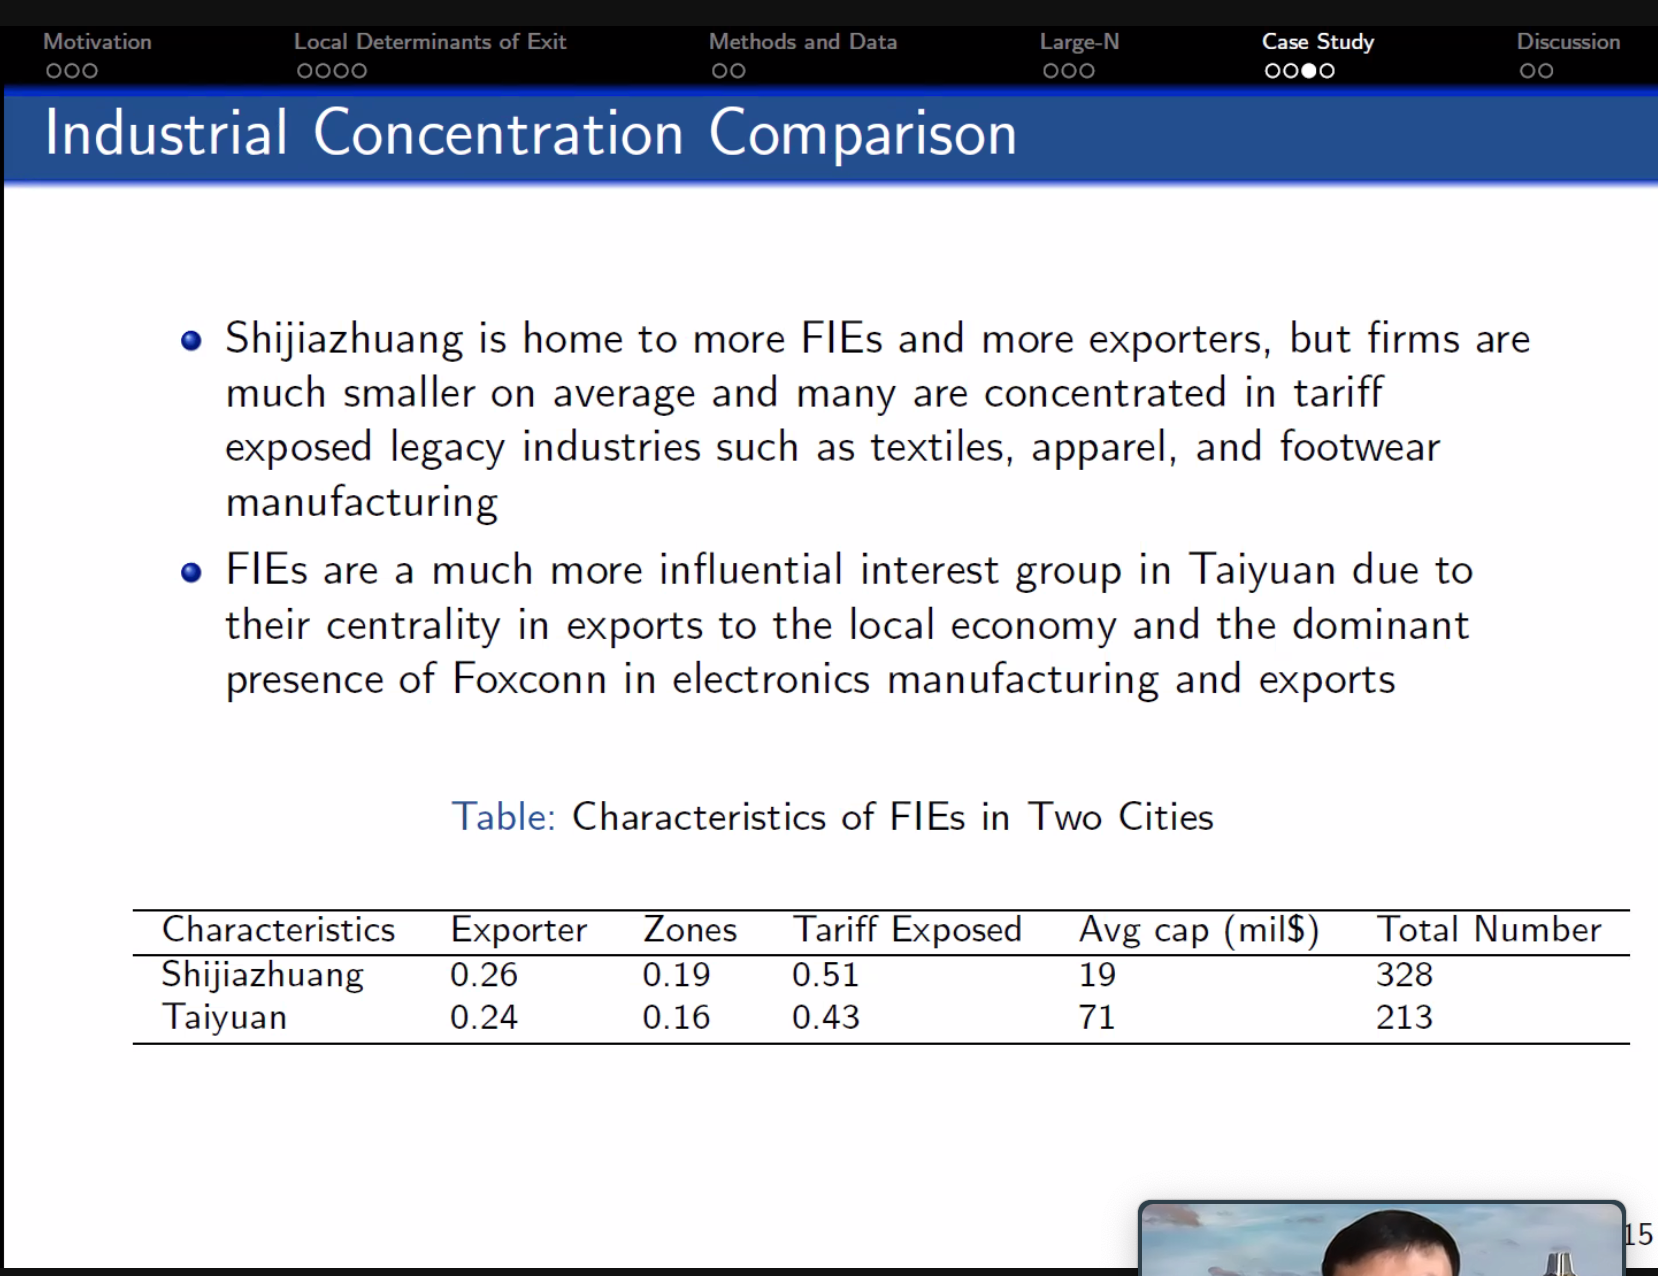 Motivation Local Determinants of Exit Methods and Data Large-N Case Study Discussion
Industrial Concentration Comparison
Shijiazhuang is home to more FIEs and more exporters, but firms are
much smaller on average and many are concentrated in tariff
exposed legacy industries such as textiles, apparel, and footwear
manufacturing
FIEs are a much more influential interest group in Taiyuan due to
their centrality in exports to the local economy and the dominant
presence of Foxconn in electronics manufacturing and exports
Table: Characteristics of FIEs in Two Cities
Characteristics Exporter Zones Tariff Exposed Avg cap (mil$) Total Number
Shijiazhuang 0.26 0.19 0.51 19 328
Taiyuan 0.24 0.16 0.43 71 213
15